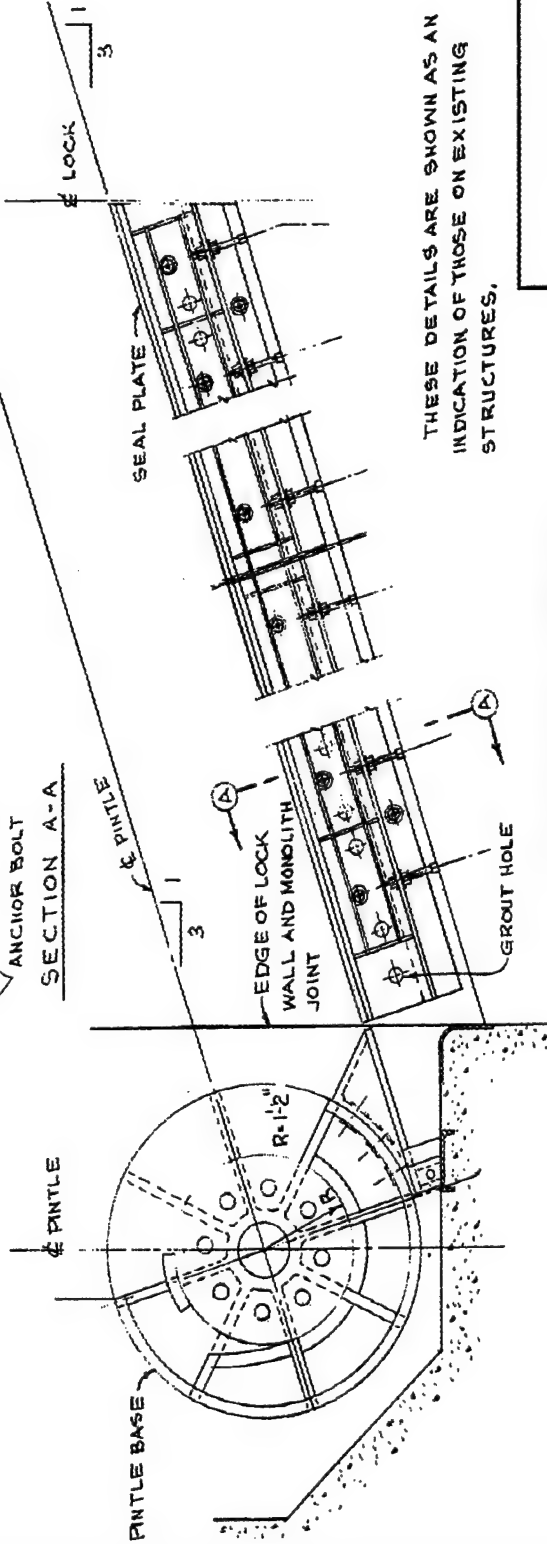 ANCHOR BOLT
SECTION A-A
℄ PINTLE
3
1
℄ LOCK
3
1
SEAL PLATE
℄ PINTLE
PINTLE BASE
R=1'-2"
R
EDGE OF LOCK
WALL AND MONOLITH
JOINT
A
A
GROUT HOLE
THESE DETAILS ARE SHOWN AS AN
INDICATION OF THOSE ON EXISTING
STRUCTURES.